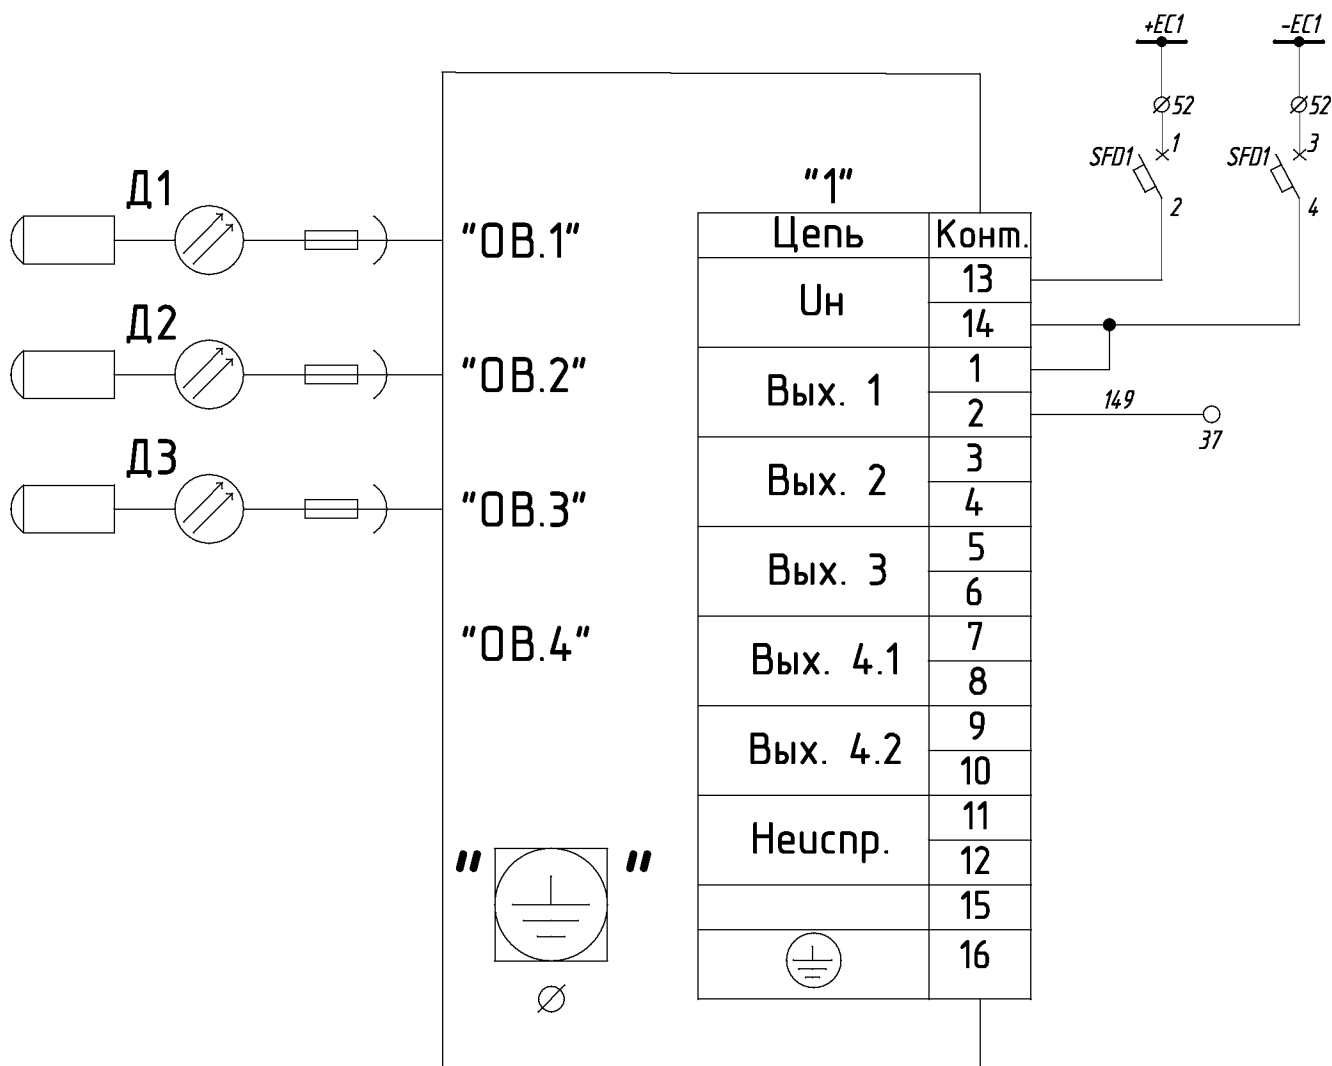 +EC1
-EC1
52
52
1
3
SFD1
SFD1
2
4
"1"
Цепь
Конт.
Uн
13
14
Вых. 1
1
2
149
37
Вых. 2
3
4
Вых. 3
5
6
Вых. 4.1
7
8
Вых. 4.2
9
10
Неиспр.
11
12
15
16
Д1
"ОВ.1"
Д2
"ОВ.2"
Д3
"ОВ.3"
"ОВ.4"
" "